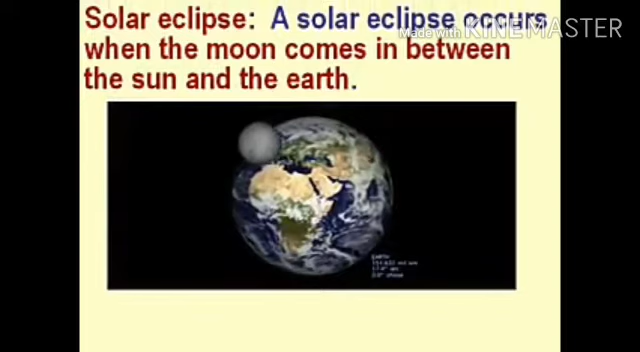 Solar eclipse: A solar eclipse occurs
Made with KINEMASTER
when the moon comes in between
the sun and the earth.
EARTH